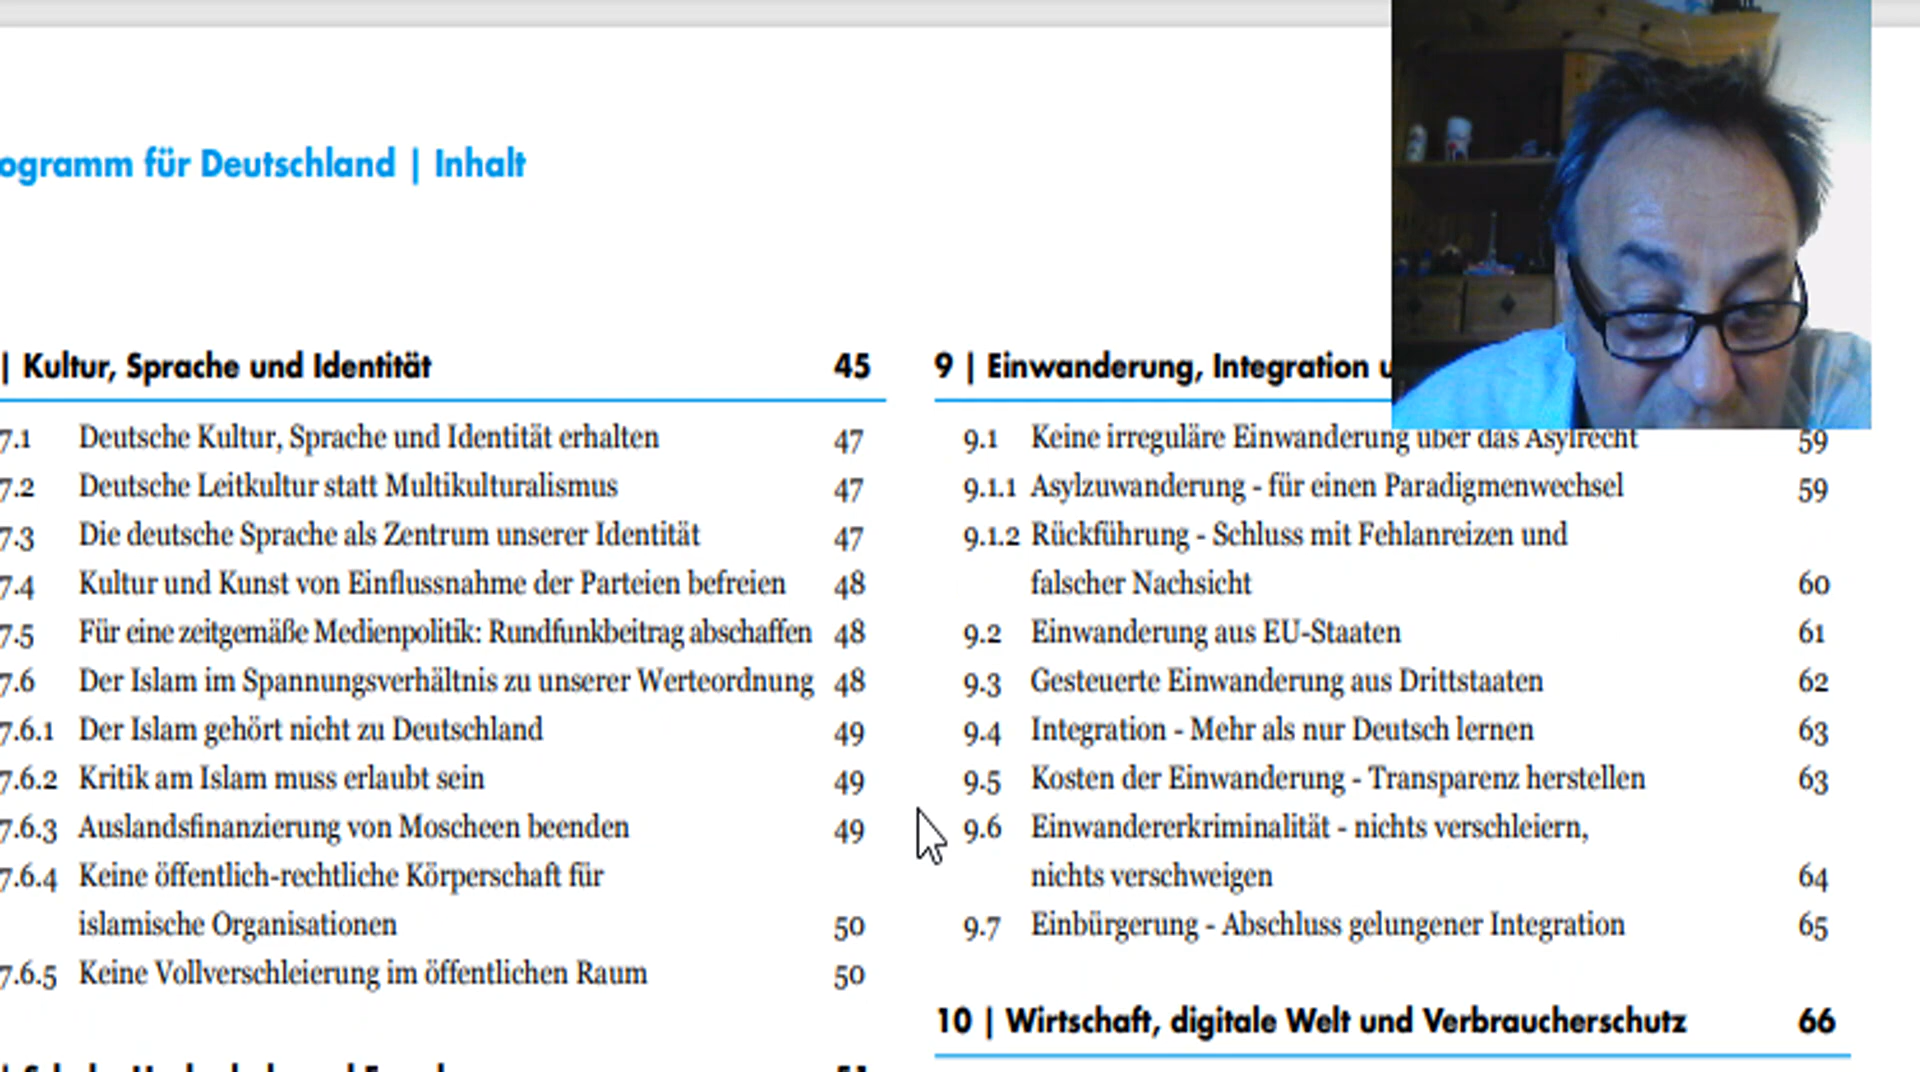 ogramm für Deutschland | Inhalt
| Kultur, Sprache und Identität 45
7.1 Deutsche Kultur, Sprache und Identität erhalten 47
7.2 Deutsche Leitkultur statt Multikulturalismus 47
7.3 Die deutsche Sprache als Zentrum unserer Identität 47
7.4 Kultur und Kunst von Einflussnahme der Parteien befreien 48
7.5 Für eine zeitgemäße Medienpolitik: Rundfunkbeitrag abschaffen 48
7.6 Der Islam im Spannungsverhältnis zu unserer Werteordnung 48
7.6.1 Der Islam gehört nicht zu Deutschland 49
7.6.2 Kritik am Islam muss erlaubt sein 49
7.6.3 Auslandsfinanzierung von Moscheen beenden 49
7.6.4 Keine öffentlich-rechtliche Körperschaft für
islamische Organisationen 50
7.6.5 Keine Vollverschleierung im öffentlichen Raum 50
9 | Einwanderung, Integration u
9.1 Keine irreguläre Einwanderung über das Asylrecht 59
9.1.1 Asylzuwanderung - für einen Paradigmenwechsel 59
9.1.2 Rückführung - Schluss mit Fehlanreizen und
falscher Nachsicht 60
9.2 Einwanderung aus EU-Staaten 61
9.3 Gesteuerte Einwanderung aus Drittstaaten 62
9.4 Integration - Mehr als nur Deutsch lernen 63
9.5 Kosten der Einwanderung - Transparenz herstellen 63
9.6 Einwandererkriminalität - nichts verschleiern,
nichts verschweigen 64
9.7 Einbürgerung - Abschluss gelungener Integration 65
10 | Wirtschaft, digitale Welt und Verbraucherschutz 66